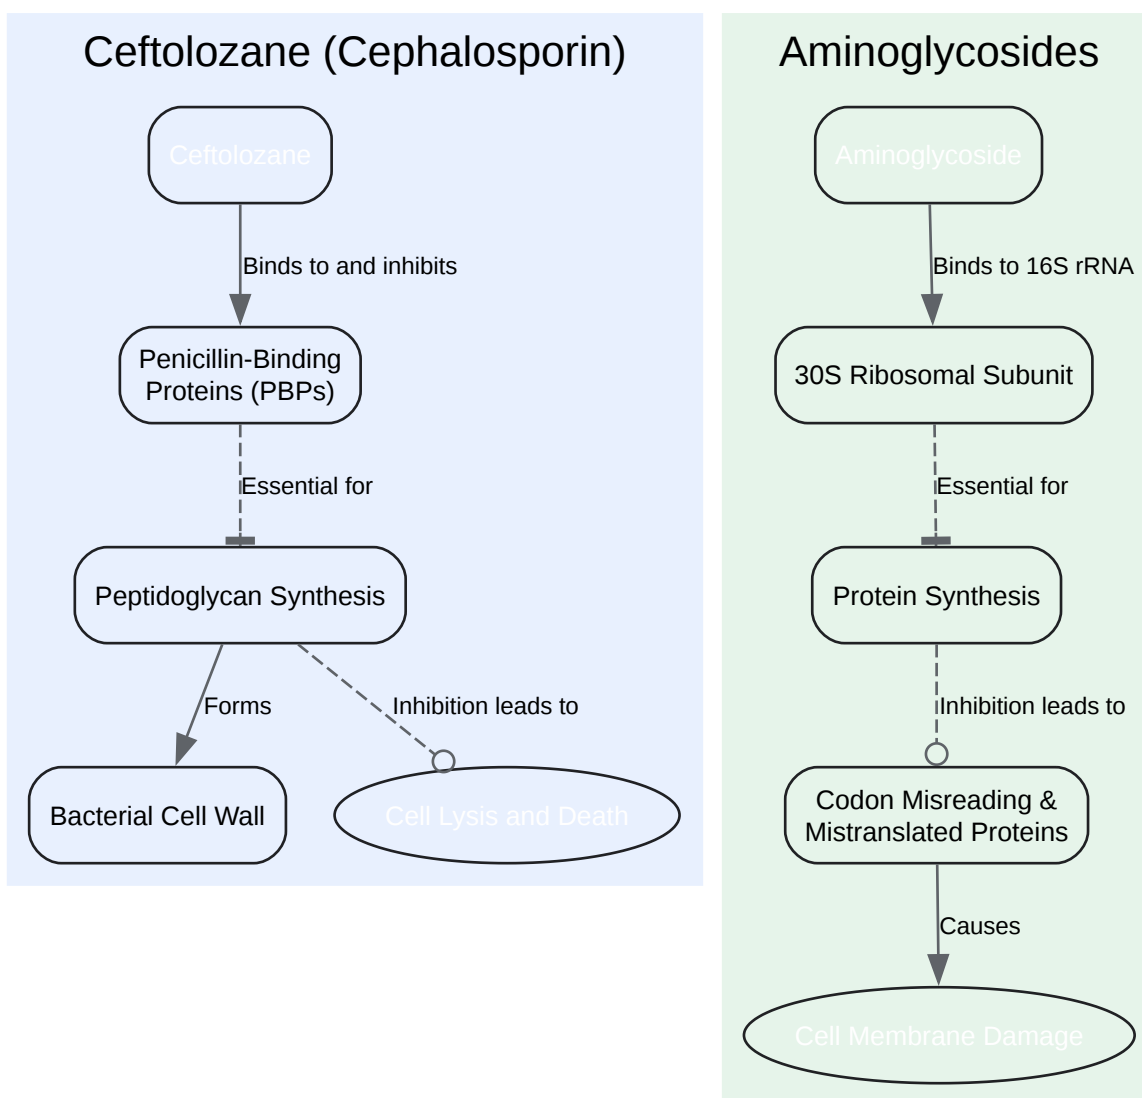 Ceftolozane (Cephalosporin)
Ceftolozane
Binds to and inhibits
Penicillin-Binding
Proteins (PBPs)
Essential for
Peptidoglycan Synthesis
Forms
Inhibition leads to
Bacterial Cell Wall
Cell Lysis and Death
Aminoglycosides
Aminoglycoside
Binds to 16S rRNA
30S Ribosomal Subunit
Essential for
Protein Synthesis
Inhibition leads to
Codon Misreading &
Mistranslated Proteins
Causes
Cell Membrane Damage